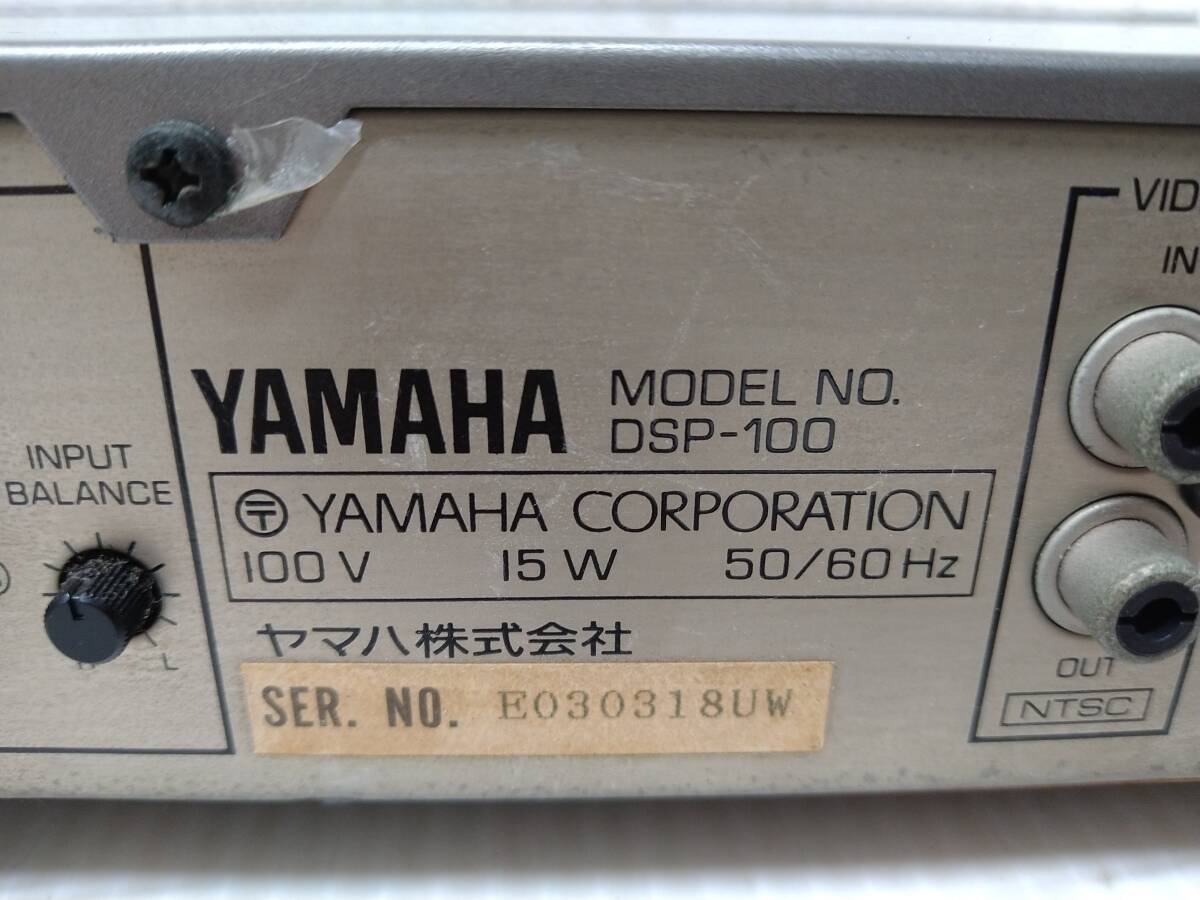 YAMAHA
MODEL NO.
DSP-100
〒 YAMAHA CORPORATION
100 V 15 W 50/60 Hz
ヤマハ株式会社
SER. NO. E030318UW
INPUT
BALANCE
L
IN
OUT
NTSC